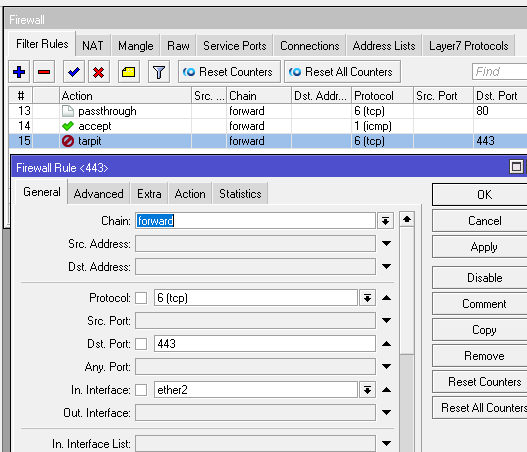 Firewall
Filter Rules NAT Mangle Raw Service Ports Connections Address Lists Layer7 Protocols
Reset Counters Reset All Counters Find
# Action Src. ... Chain Dst. Addr... Protocol Src. Port Dst. Port
13 passthrough forward 6 (tcp) 80
14 accept forward 1 (icmp)
15 tarpit forward 6 (tcp) 443
Firewall Rule <443>
General Advanced Extra Action Statistics
OK
Chain: forward
Cancel
Src. Address:
Apply
Dst. Address:
Disable
Protocol: 6 (tcp)
Comment
Src. Port:
Copy
Dst. Port: 443
Remove
Any. Port:
Reset Counters
In. Interface: ether2
Reset All Counters
Out. Interface:
In. Interface List: